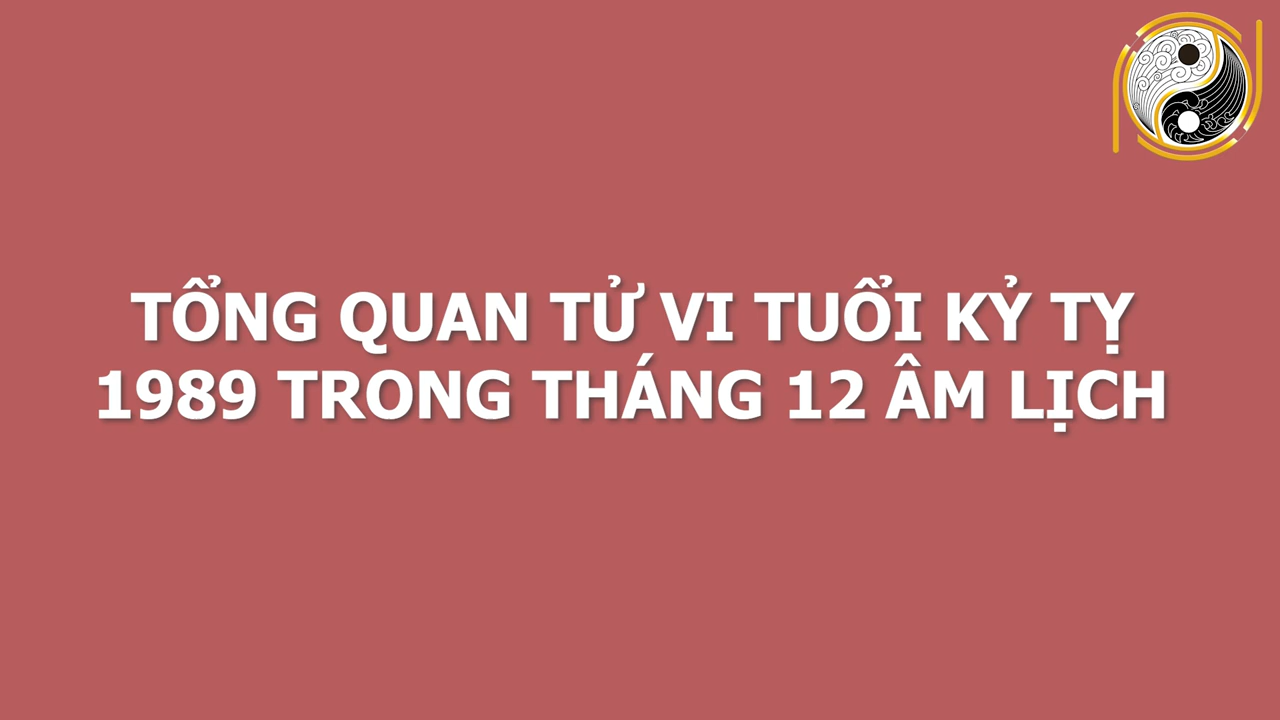 TỔNG QUAN TỬ VI TUỔI KỶ TỴ
1989 TRONG THÁNG 12 ÂM LỊCH